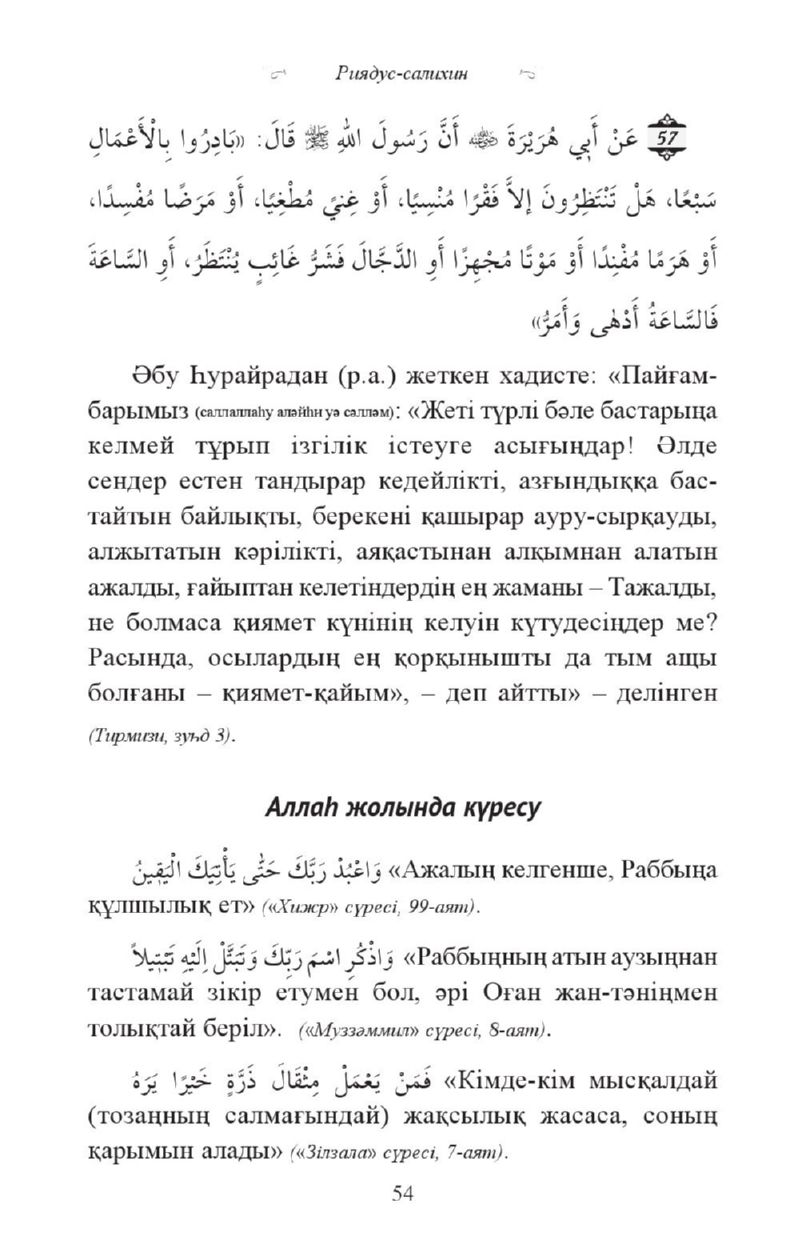 Риядус-салихин
57 عَنْ أَبِي هُرَيْرَةَ ﷺ أَنَّ رَسُولَ اللهِ ﷺ قَالَ: «بَادِرُوا بِالْأَعْمَالِ
سَبْعًا، هَلْ تَنْتَظِرُونَ إلاَّ فَقْرًا مُنْسِيًا، أَوْ غِنيً مُطْغِيًا، أَوْ مَرَضًا مُفْسِدًا،
أَوْ هَرَمًا مُفْنِدًا أَوْ مَوْتًا مُجْهِزًا أَوِ الدَّجَّالَ فَشَرُّ غَائِبٍ يُنْتَظَرُ، أَوِ السَّاعَةَ
فَالسَّاعَةُ أَدْهٰى وَأَمَرُّ»
Әбу Һурайрадан (р.а.) жеткен хадисте: «Пайғам-
барымыз (саллаллаһу аләйһи уә сәлләм): «Жеті түрлі бәле бастарыңа
келмей тұрып ізгілік істеуге асығыңдар! Әлде
сендер естен тандырар кедейлікті, азғындыққа бас-
тайтын байлықты, берекені қашырар ауру-сырқауды,
алжытатын кәрілікті, аяқастынан алқымнан алатын
ажалды, ғайыптан келетіндердің ең жаманы – Тажалды,
не болмаса қиямет күнінің келуін күтудесіңдер ме?
Расында, осылардың ең қорқынышты да тым ащы
болғаны – қиямет-қайым», – деп айтты» – делінген
(Тирмизи, зуһд 3).
Аллаһ жолында күресу
وَاعْبُدْ رَبَّكَ حَتّٰى يَأْتِيَكَ الْيَقِينُ «Ажалың келгенше, Раббыңа
құлшылық ет» («Хижр» сүресі, 99-аят).
وَاذْكُرِ اسْمَ رَبِّكَ وَتَبَتَّلْ اِلَيْهِ تَبْتِيلاً «Раббыңның атын аузыңнан
тастамай зікір етумен бол, әрі Оған жан-тәніңмен
толықтай беріл». («Муззәммил» сүресі, 8-аят).
فَمَنْ يَعْمَلْ مِثْقَالَ ذَرَّةٍ خَيْرًا يَرَهُ «Кімде-кім мысқалдай
(тозаңның салмағындай) жақсылық жасаса, соның
қарымын алады» («Зілзала» сүресі, 7-аят).
54